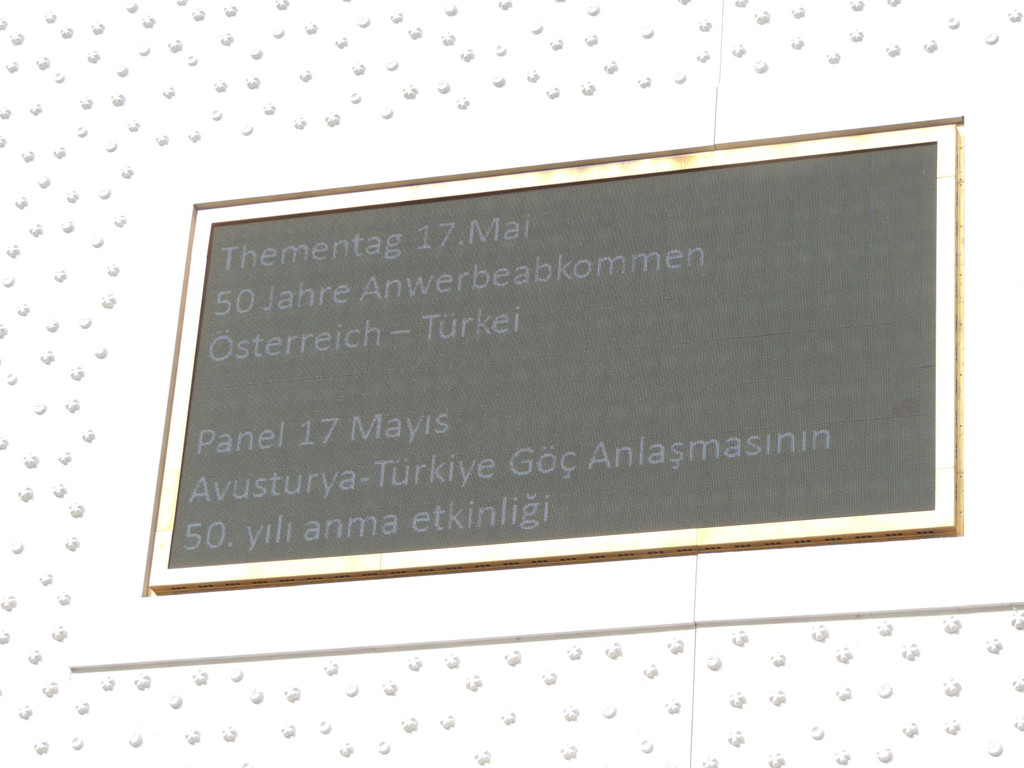 Thementag 17.Mai
50 Jahre Anwerbeabkommen
Österreich – Türkei
Panel 17 Mayıs
Avusturya-Türkiye Göç Anlaşmasının
50. yılı anma etkinliği